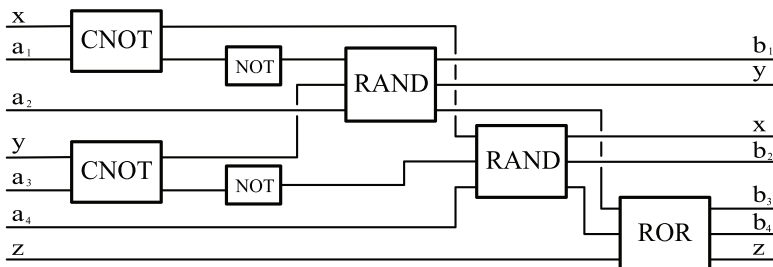 x
CNOT
a₁
b₁
NOT
y
RAND
a₂
y
x
CNOT
RAND
b₂
a₃
NOT
b₃
a₄
b₄
ROR
z
z